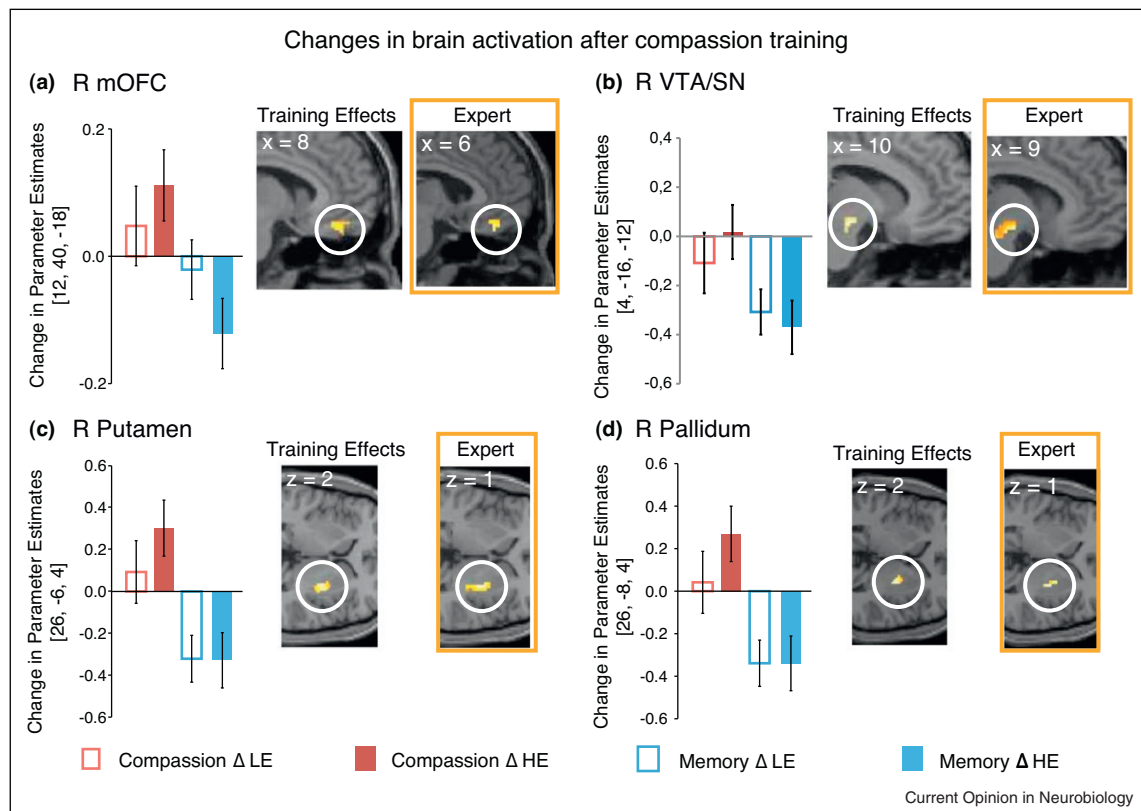 Changes in brain activation after compassion training
(a) R mOFC
Training Effects
Expert
x = 8
x = 6
Change in Parameter Estimates
[12, 40, -18]
0.2
0.0
-0.2
(b) R VTA/SN
Training Effects
Expert
x = 10
x = 9
Change in Parameter Estimates
[4, -16, -12]
0,4
0,2
0,0
-0,2
-0,4
-0,6
(c) R Putamen
Training Effects
Expert
z = 2
z = 1
Change in Parameter Estimates
[26, -6, 4]
0.6
0.4
0.2
0.0
-0.2
-0.4
-0.6
(d) R Pallidum
Training Effects
Expert
z = 2
z = 1
Change in Parameter Estimates
[26, -8, 4]
0.6
0.4
0.2
0.0
-0.2
-0.4
-0.6
Compassion Δ LE
Compassion Δ HE
Memory Δ LE
Memory Δ HE
Current Opinion in Neurobiology